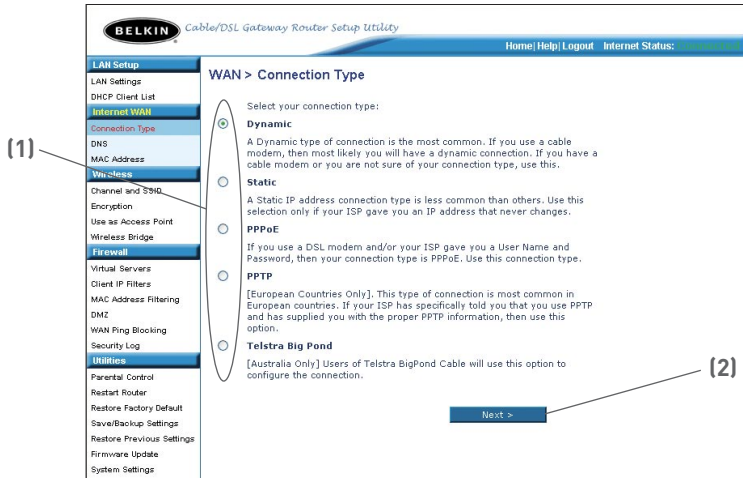 BELKIN Cable/DSL Gateway Router Setup Utility
Home| Help| Logout Internet Status:
LAN Setup
LAN Settings
DHCP Client List
Internet WAN
Connection Type
DNS
MAC Address
Wireless
Channel and SSID
Encryption
Use as Access Point
Wireless Bridge
Firewall
Virtual Servers
Client IP Filters
MAC Address Filtering
DMZ
WAN Ping Blocking
Security Log
Utilities
Parental Control
Restart Router
Restore Factory Default
Save/Backup Settings
Restore Previous Settings
Firmware Update
System Settings
(1)
WAN > Connection Type
Select your connection type:
Dynamic
A Dynamic type of connection is the most common. If you use a cable
modem, then most likely you will have a dynamic connection. If you have a
cable modem or you are not sure of your connection type, use this.
Static
A Static IP address connection type is less common than others. Use this
selection only if your ISP gave you an IP address that never changes.
PPPoE
If you use a DSL modem and/or your ISP gave you a User Name and
Password, then your connection type is PPPoE. Use this connection type.
PPTP
[European Countries Only]. This type of connection is most common in
European countries. If your ISP has specifically told you that you use PPTP
and has supplied you with the proper PPTP information, then use this
option.
Telstra Big Pond
[Australia Only] Users of Telstra BigPond Cable will use this option to
configure the connection.
Next >
(2)